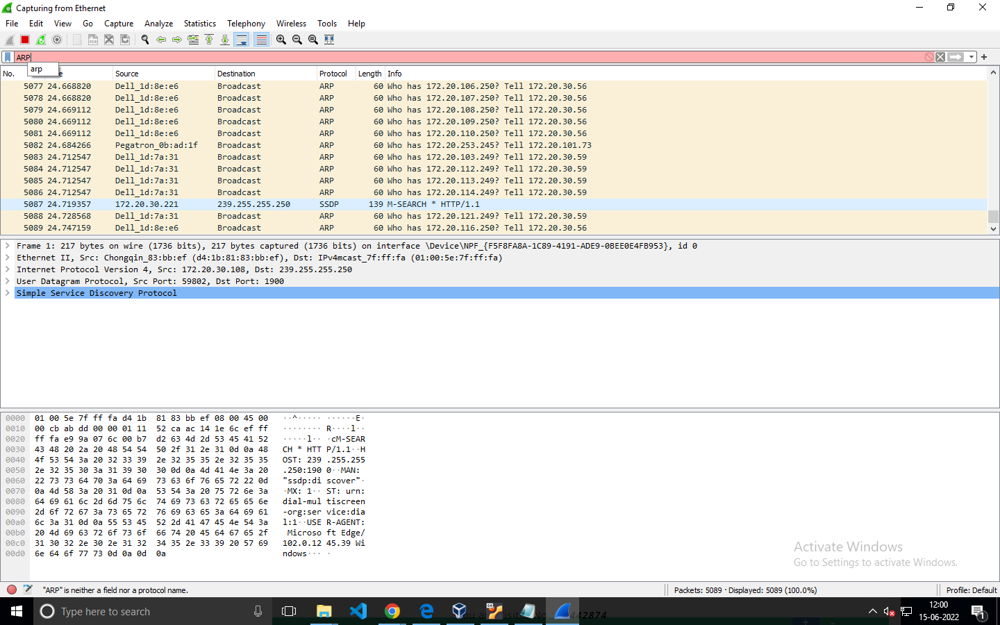 Capturing from Ethernet
File Edit View Go Capture Analyze Statistics Telephony Wireless Tools Help
ARP
arp
No. Source Destination Protocol Length Info
5077 24.668820 Dell_1d:8e:e6 Broadcast ARP 60 Who has 172.20.106.250? Tell 172.20.30.56
5078 24.668820 Dell_1d:8e:e6 Broadcast ARP 60 Who has 172.20.107.250? Tell 172.20.30.56
5079 24.669112 Dell_1d:8e:e6 Broadcast ARP 60 Who has 172.20.108.250? Tell 172.20.30.56
5080 24.669112 Dell_1d:8e:e6 Broadcast ARP 60 Who has 172.20.109.250? Tell 172.20.30.56
5081 24.669112 Dell_1d:8e:e6 Broadcast ARP 60 Who has 172.20.110.250? Tell 172.20.30.56
5082 24.684266 Pegatron_0b:ad:1f Broadcast ARP 60 Who has 172.20.253.245? Tell 172.20.101.73
5083 24.712547 Dell_1d:7a:31 Broadcast ARP 60 Who has 172.20.103.249? Tell 172.20.30.59
5084 24.712547 Dell_1d:7a:31 Broadcast ARP 60 Who has 172.20.112.249? Tell 172.20.30.59
5085 24.712547 Dell_1d:7a:31 Broadcast ARP 60 Who has 172.20.113.249? Tell 172.20.30.59
5086 24.712547 Dell_1d:7a:31 Broadcast ARP 60 Who has 172.20.114.249? Tell 172.20.30.59
5087 24.719357 172.20.30.221 239.255.255.250 SSDP 139 M-SEARCH * HTTP/1.1
5088 24.728568 Dell_1d:7a:31 Broadcast ARP 60 Who has 172.20.121.249? Tell 172.20.30.59
5089 24.747159 Dell_1d:8e:e6 Broadcast ARP 60 Who has 172.20.116.250? Tell 172.20.30.56
Frame 1: 217 bytes on wire (1736 bits), 217 bytes captured (1736 bits) on interface \Device\NPF_{F5F8FA8A-1C89-4191-ADE9-0BEE0E4FB953}, id 0
Ethernet II, Src: Chongqin_83:bb:ef (d4:1b:81:83:bb:ef), Dst: IPv4mcast_7f:ff:fa (01:00:5e:7f:ff:fa)
Internet Protocol Version 4, Src: 172.20.30.108, Dst: 239.255.255.250
User Datagram Protocol, Src Port: 59802, Dst Port: 1900
Simple Service Discovery Protocol
0000 01 00 5e 7f ff fa d4 1b 81 83 bb ef 08 00 45 00 ··^····· ······E·
0010 00 cb ab dd 00 00 01 11 52 ca ac 14 1e 6c ef ff ········ R····l··
0020 ff fa e9 9a 07 6c 00 b7 d2 63 4d 2d 53 45 41 52 ·····l·· ·cM-SEAR
0030 43 48 20 2a 20 48 54 54 50 2f 31 2e 31 0d 0a 48 CH * HTT P/1.1··H
0040 4f 53 54 3a 20 32 33 39 2e 32 35 35 2e 32 35 35 OST: 239 .255.255
0050 2e 32 35 30 3a 31 39 30 30 0d 0a 4d 41 4e 3a 20 .250:190 0··MAN:
0060 22 73 73 64 70 3a 64 69 73 63 6f 76 65 72 22 0d "ssdp:di scover"·
0070 0a 4d 58 3a 20 31 0d 0a 53 54 3a 20 75 72 6e 3a ·MX: 1·· ST: urn:
0080 64 69 61 6c 2d 6d 75 6c 74 69 73 63 72 65 65 6e dial-mul tiscreen
0090 2d 6f 72 67 3a 73 65 72 76 69 63 65 3a 64 69 61 -org:ser vice:dia
00a0 6c 3a 31 0d 0a 55 53 45 52 2d 41 47 45 4e 54 3a l:1··USE R-AGENT:
00b0 20 4d 69 63 72 6f 73 6f 66 74 20 45 64 67 65 2f Microso ft Edge/
00c0 31 30 32 2e 30 2e 31 32 34 35 2e 33 39 20 57 69 102.0.12 45.39 Wi
00d0 6e 64 6f 77 73 0d 0a 0d 0a ndows··· ·
Activate Windows
Go to Settings to activate Windows.
"ARP" is neither a field nor a protocol name.
Packets: 5089 · Displayed: 5089 (100.0%)
Profile: Default
Type here to search
442874
12:00
15-06-2022
1